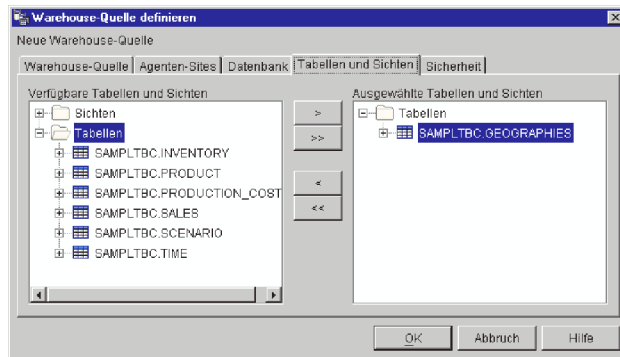 Warehouse-Quelle definieren
Neue Warehouse-Quelle
Warehouse-Quelle Agenten-Sites Datenbank Tabellen und Sichten Sicherheit
Verfügbare Tabellen und Sichten
Sichten
Tabellen
SAMPLTBC.INVENTORY
SAMPLTBC.PRODUCT
SAMPLTBC.PRODUCTION_COST
SAMPLTBC.SALES
SAMPLTBC.SCENARIO
SAMPLTBC.TIME
>
>>
<
<<
Ausgewählte Tabellen und Sichten
Tabellen
SAMPLTBC.GEOGRAPHIES
OK Abbruch Hilfe